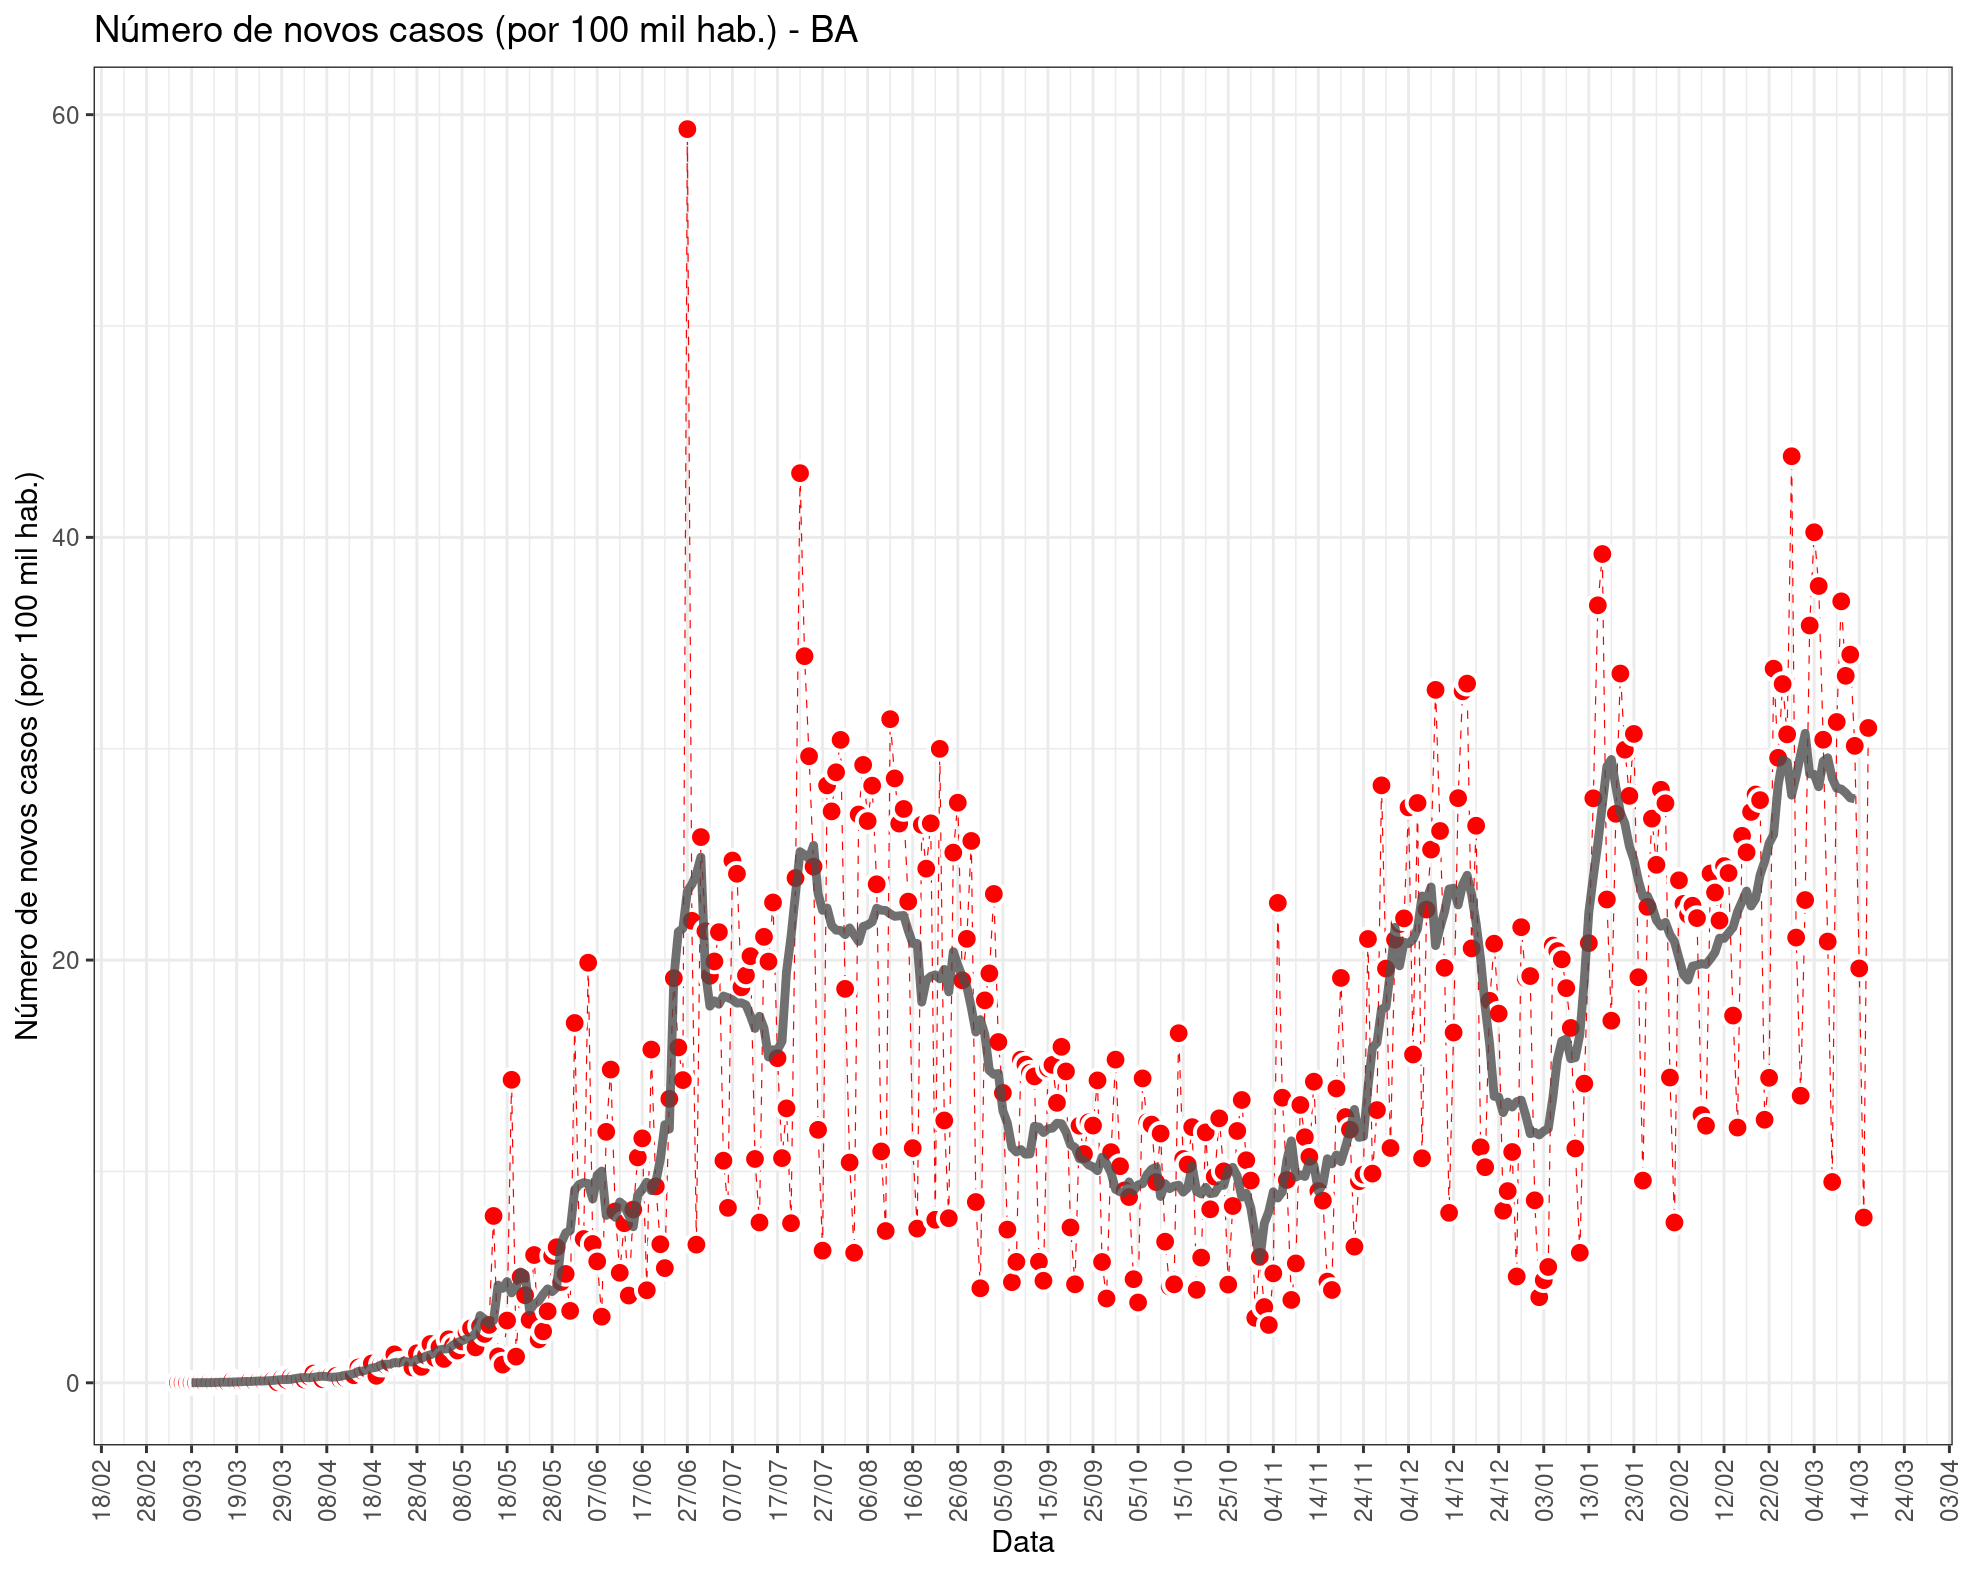 Número de novos casos (por 100 mil hab.) - BA
Número de novos casos (por 100 mil hab.)
60
40
20
0
18/02 28/02 09/03 19/03 29/03 08/04 18/04 28/04 08/05 18/05 28/05 07/06 17/06 27/06 07/07 17/07 27/07 06/08 16/08 26/08 05/09 15/09 25/09 05/10 15/10 25/10 04/11 14/11 24/11 04/12 14/12 24/12 03/01 13/01 23/01 02/02 12/02 22/02 04/03 14/03 24/03 03/04
Data